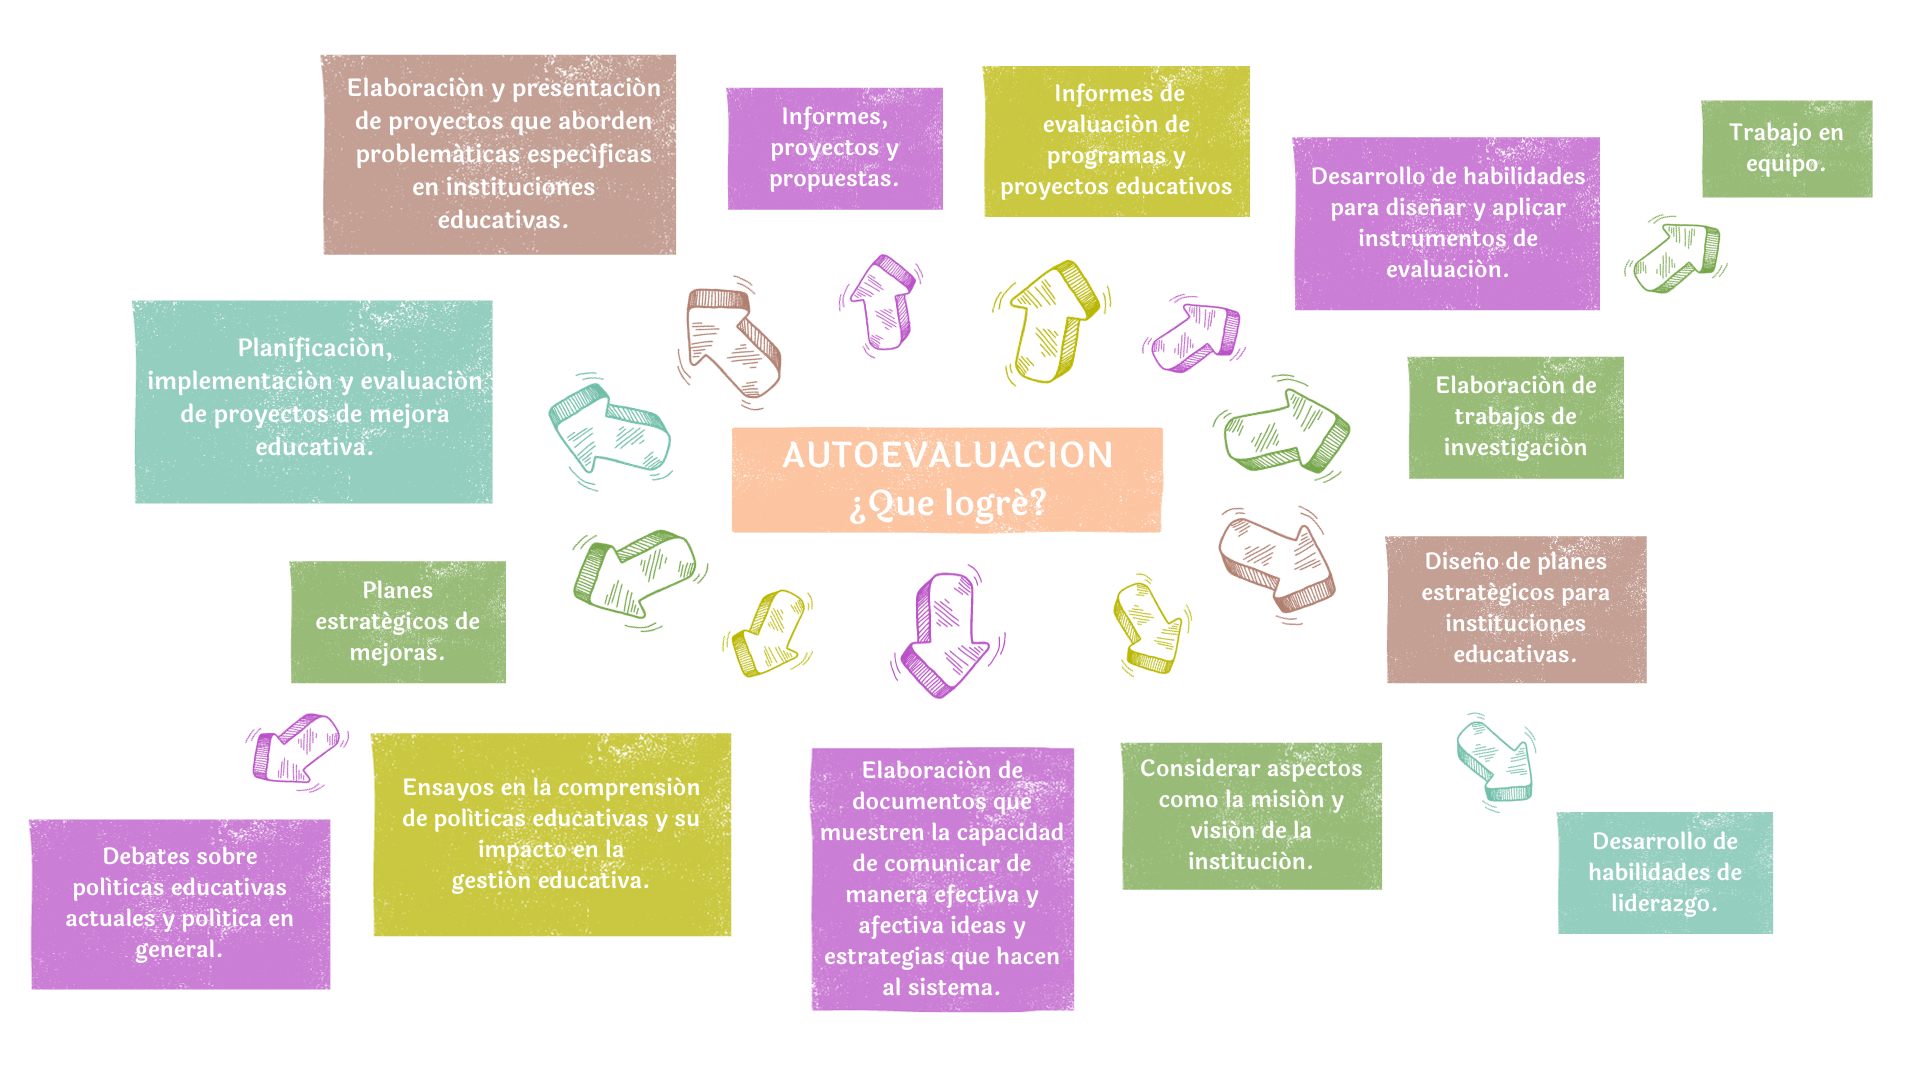 Elaboraciòn y presentaciòn
de proyectos que aborden
problemàticas especìficas
en instituciones
educativas.
Informes,
proyectos y
propuestas.
Informes de
evaluaciòn de
programas y
proyectos educativos
Desarrollo de habilidades
para diseñar y aplicar
instrumentos de
evaluaciòn.
Trabajo en
equipo.
Planificaciòn,
implementaciòn y evaluaciòn
de proyectos de mejora
educativa.
AUTOEVALUACION
¿Que logrè?
Elaboraciòn de
trabajos de
investigaciòn
Planes
estratègicos de
mejoras.
Diseño de planes
estratègicos para
instituciones
educativas.
Debates sobre
polìticas educativas
actuales y polìtica en
general.
Ensayos en la comprensiòn
de polìticas educativas y su
impacto en la
gestiòn educativa.
Elaboraciòn de
documentos que
muestren la capacidad
de comunicar de
manera efectiva y
afectiva ideas y
estrategias que hacen
al sistema.
Considerar aspectos
como la misiòn y
visiòn de la
instituciòn.
Desarrollo de
habilidades de
liderazgo.